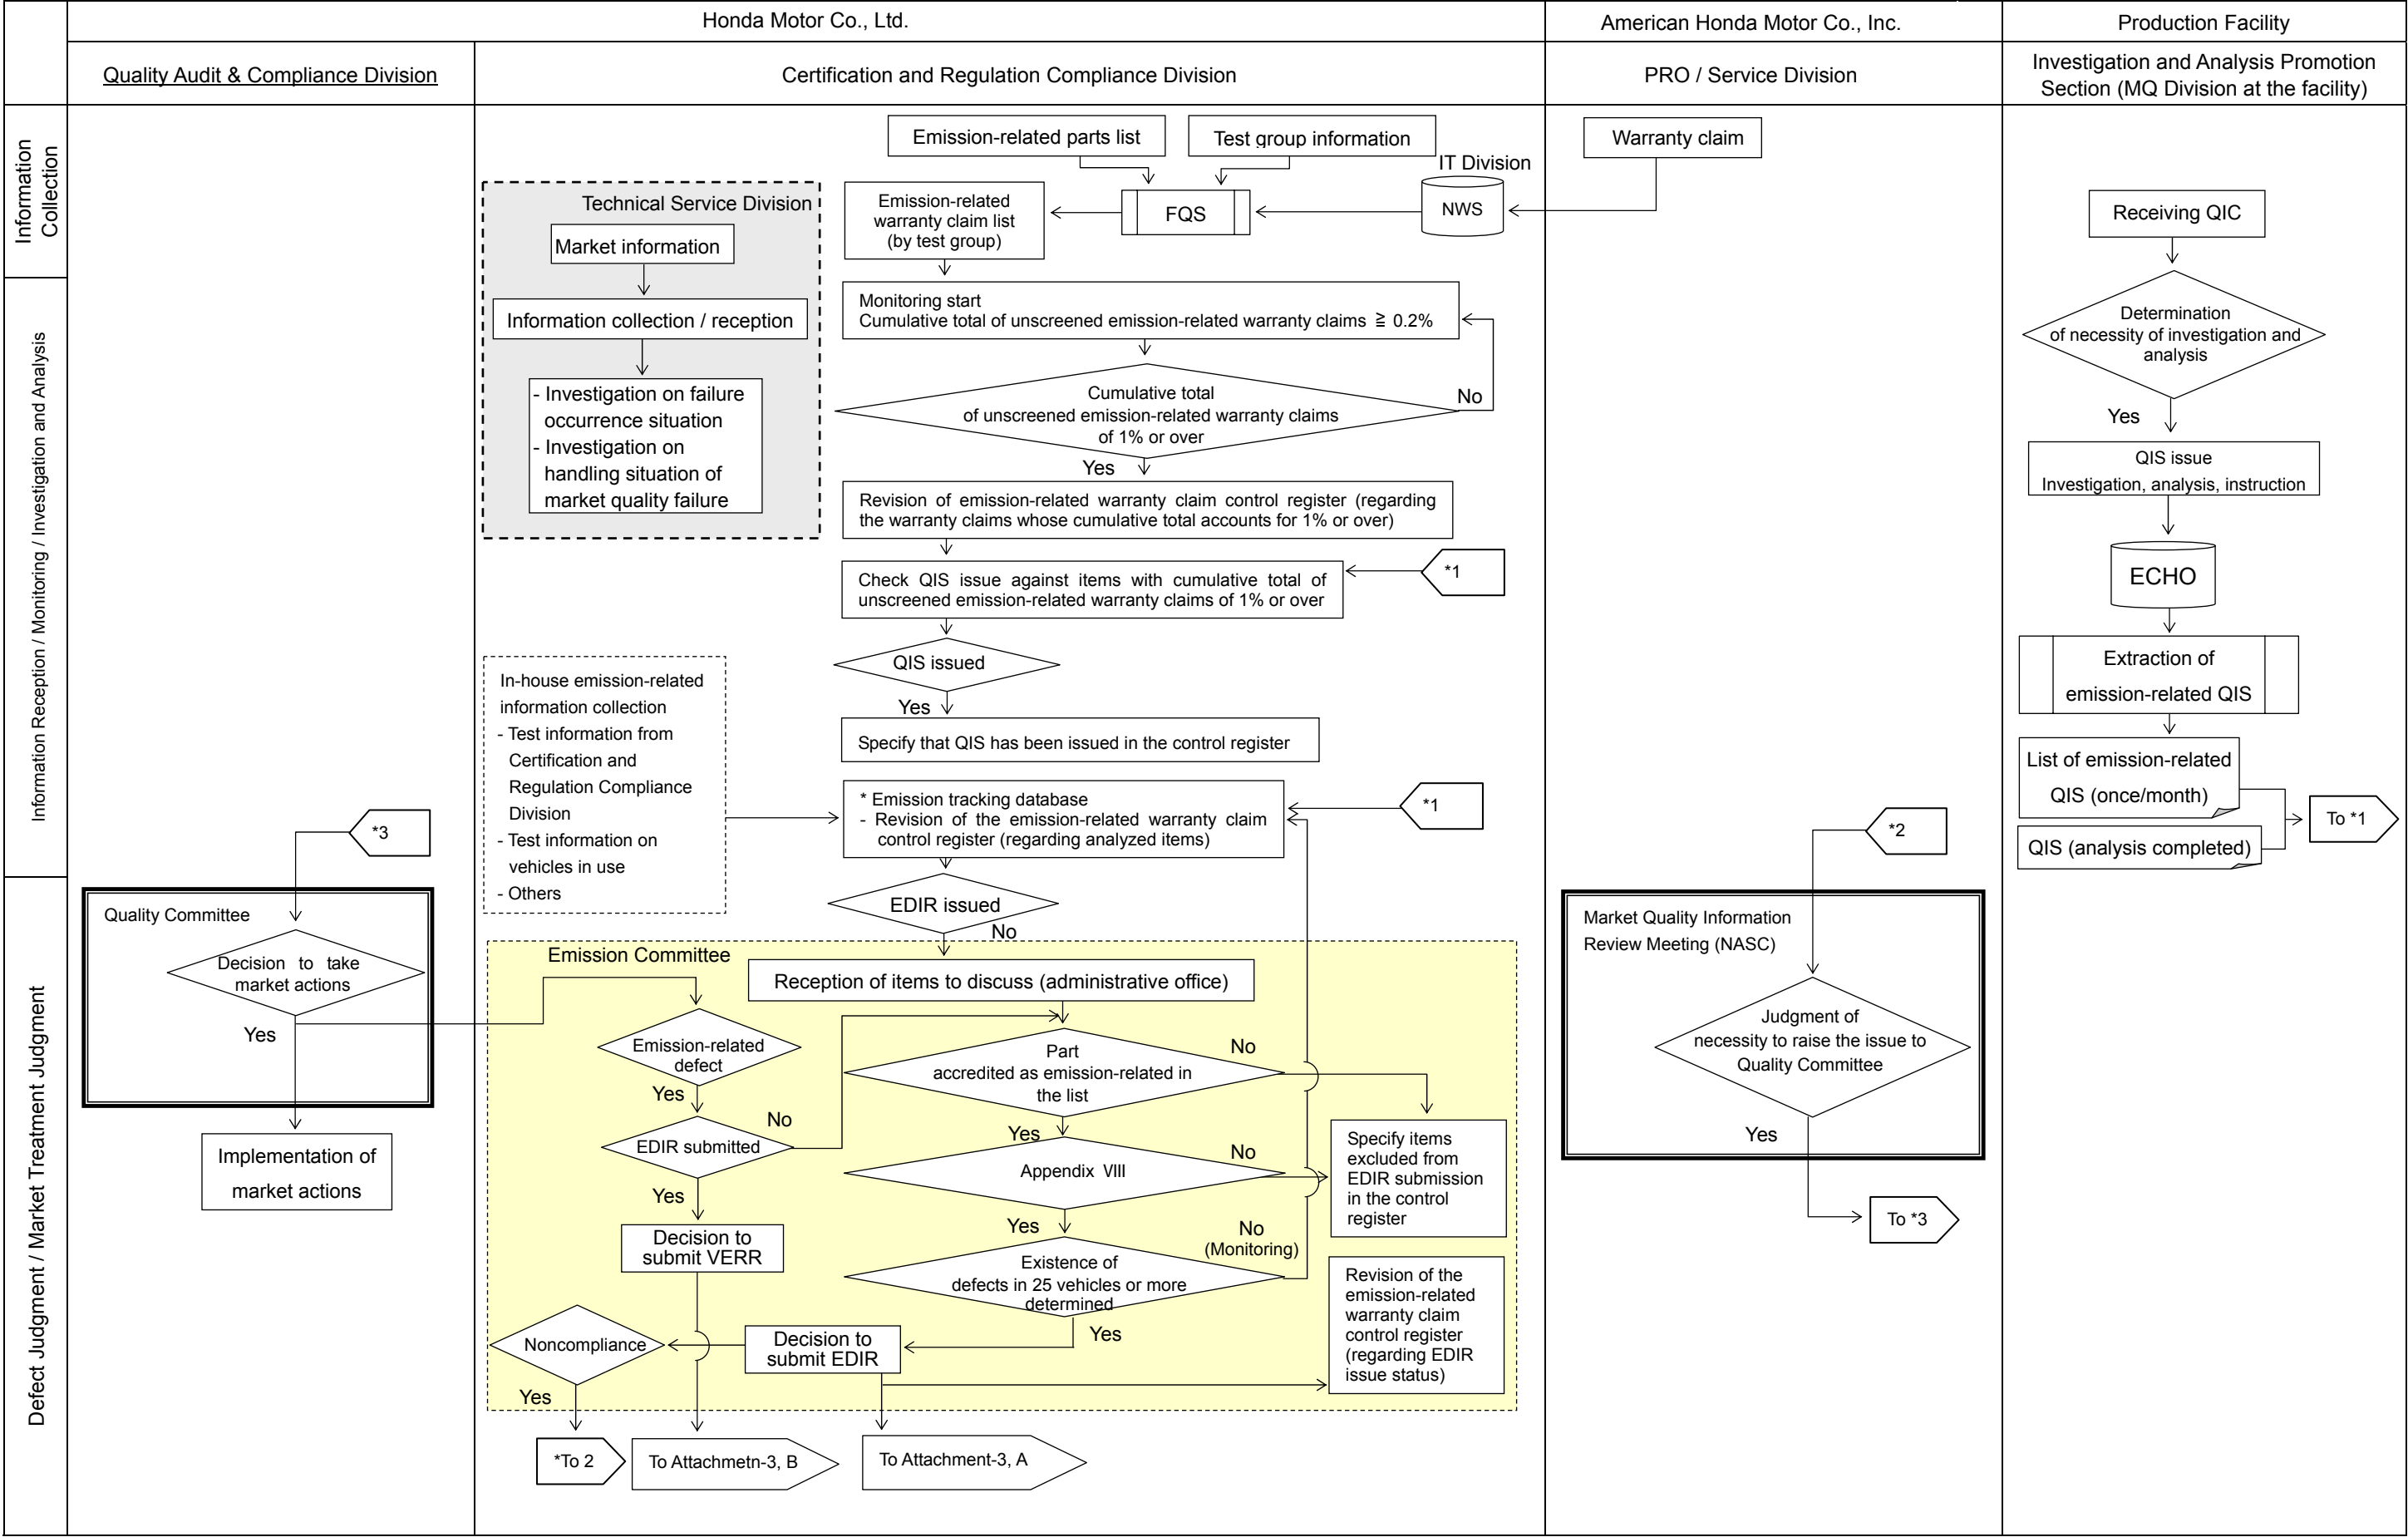 Honda Motor Co., Ltd.
American Honda Motor Co., Inc.
Production Facility
Quality Audit & Compliance Division
Certification and Regulation Compliance Division
PRO / Service Division
Investigation and Analysis Promotion
Section (MQ Division at the facility)
Information
Collection
Information Reception / Monitoring / Investigation and Analysis
Defect Judgment / Market Treatment Judgment
*3
Quality Committee
Decision to take
market actions
Yes
Implementation of
market actions
Technical Service Division
Market information
Information collection / reception
- Investigation on failure
occurrence situation
- Investigation on
handling situation of
market quality failure
In-house emission-related
information collection
- Test information from
Certification and
Regulation Compliance
Division
- Test information on
vehicles in use
- Others
Emission-related parts list
Test group information
IT Division
Emission-related
warranty claim list
(by test group)
FQS
NWS
Monitoring start
Cumulative total of unscreened emission-related warranty claims ≧ 0.2%
Cumulative total
of unscreened emission-related warranty claims
of 1% or over
No
Yes
Revision of emission-related warranty claim control register (regarding
the warranty claims whose cumulative total accounts for 1% or over)
Check QIS issue against items with cumulative total of
unscreened emission-related warranty claims of 1% or over
*1
QIS issued
Yes
Specify that QIS has been issued in the control register
* Emission tracking database
- Revision of the emission-related warranty claim
control register (regarding analyzed items)
*1
EDIR issued
No
Emission Committee
Reception of items to discuss (administrative office)
Emission-related
defect
Yes
No
EDIR submitted
Yes
Decision to
submit VERR
Part
accredited as emission-related in
the list
No
Yes
Appendix VIII
No
Yes
No
(Monitoring)
Existence of
defects in 25 vehicles or more
determined
Yes
Specify items
excluded from
EDIR submission
in the control
register
Revision of the
emission-related
warranty claim
control register
(regarding EDIR
issue status)
Noncompliance
Decision to
submit EDIR
Yes
*To 2
To Attachmetn-3, B
To Attachment-3, A
Warranty claim
*2
Market Quality Information
Review Meeting (NASC)
Judgment of
necessity to raise the issue to
Quality Committee
Yes
To *3
Receiving QIC
Determination
of necessity of investigation and
analysis
Yes
QIS issue
Investigation, analysis, instruction
ECHO
Extraction of
emission-related QIS
List of emission-related
QIS (once/month)
To *1
QIS (analysis completed)